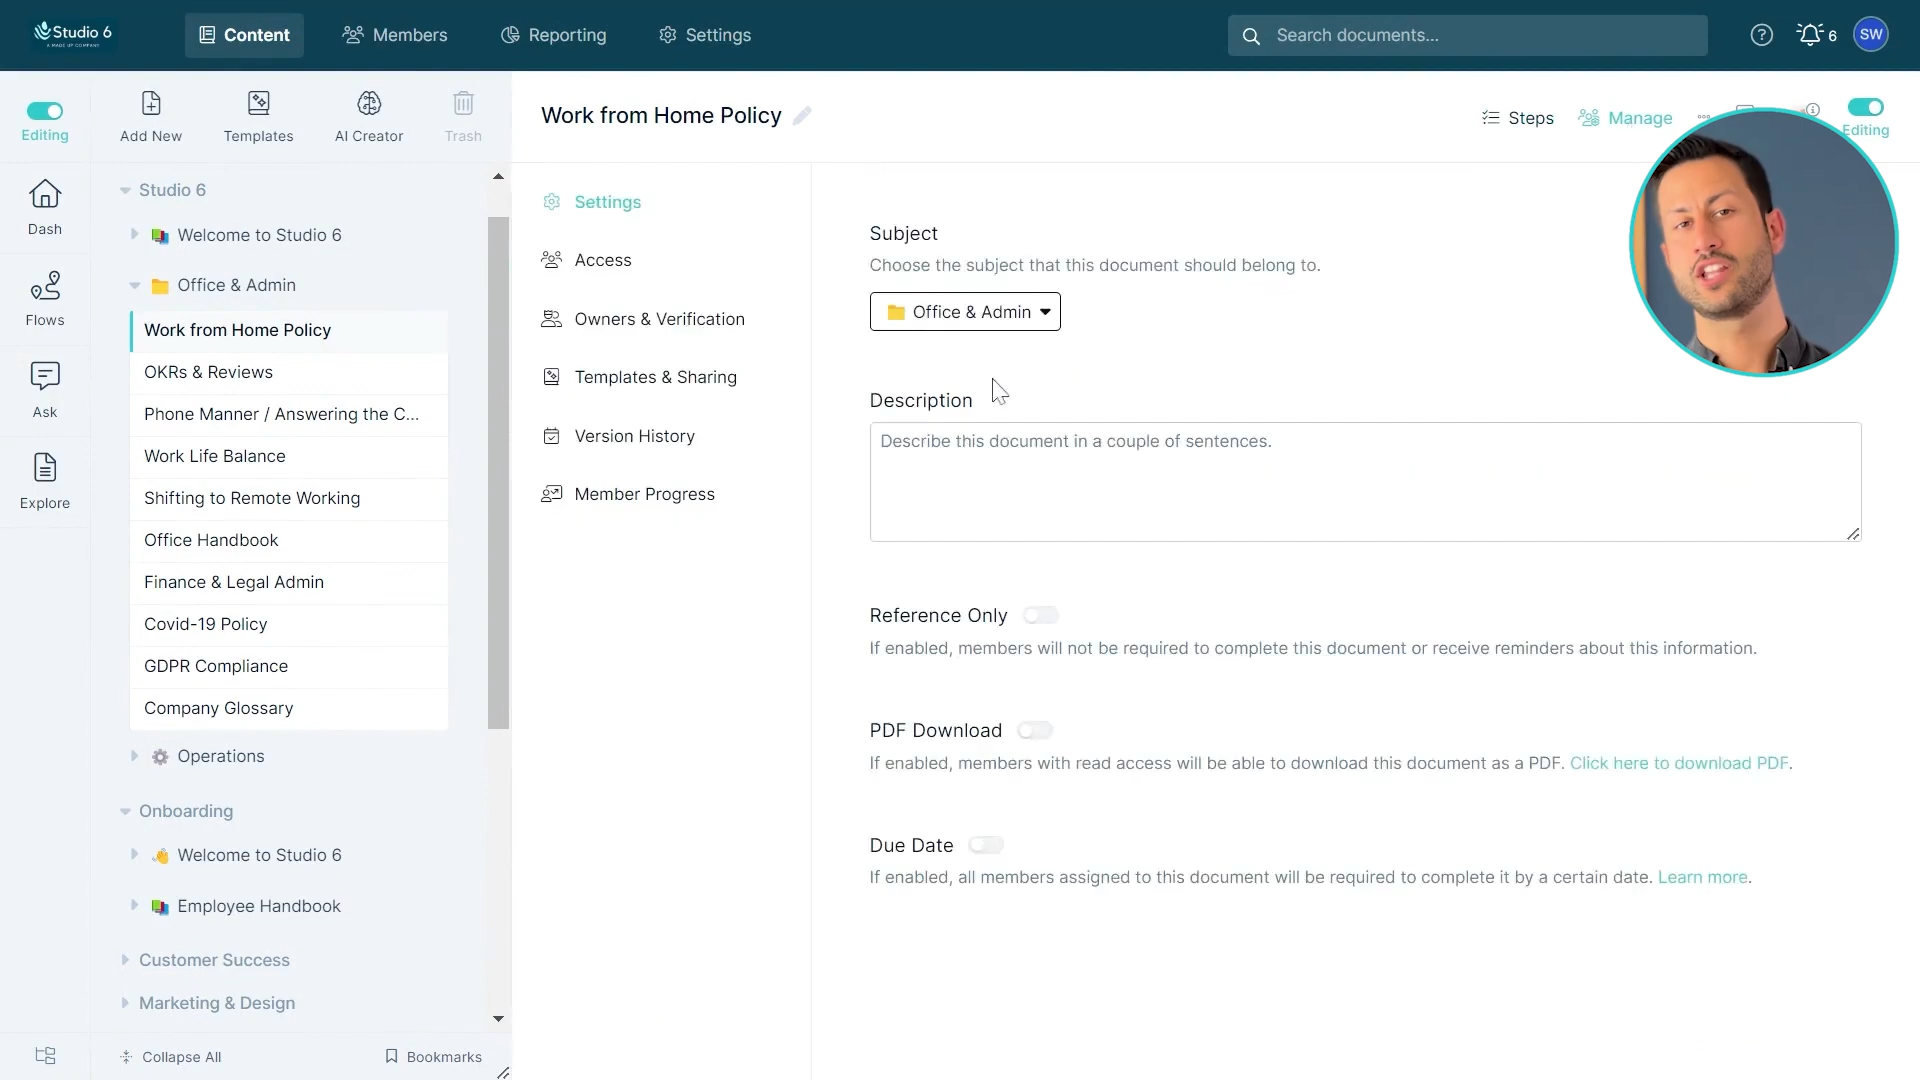 Studio 6
A MADE UP COMPANY
Content
Members
Reporting
Settings
Search documents...
6
SW
Editing
Add New
Templates
AI Creator
Trash
Work from Home Policy
Steps
Manage
Editing
Dash
Flows
Ask
Explore
Studio 6
Welcome to Studio 6
Office & Admin
Work from Home Policy
OKRs & Reviews
Phone Manner / Answering the C...
Work Life Balance
Shifting to Remote Working
Office Handbook
Finance & Legal Admin
Covid-19 Policy
GDPR Compliance
Company Glossary
Operations
Onboarding
Welcome to Studio 6
Employee Handbook
Customer Success
Marketing & Design
Collapse All
Bookmarks
Settings
Access
Owners & Verification
Templates & Sharing
Version History
Member Progress
Subject
Choose the subject that this document should belong to.
Office & Admin
Description
Describe this document in a couple of sentences.
Reference Only
If enabled, members will not be required to complete this document or receive reminders about this information.
PDF Download
If enabled, members with read access will be able to download this document as a PDF. Click here to download PDF.
Due Date
If enabled, all members assigned to this document will be required to complete it by a certain date. Learn more.